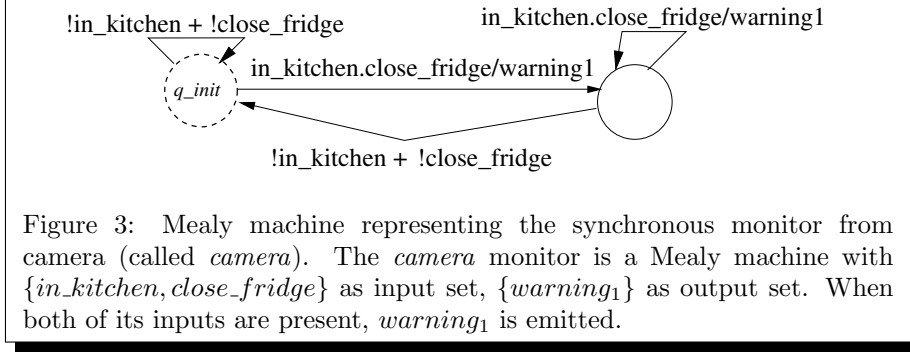 !in_kitchen + !close_fridge
in_kitchen.close_fridge/warning1
in_kitchen.close_fridge/warning1
q_init
!in_kitchen + !close_fridge
Figure 3: Mealy machine representing the synchronous monitor from
camera (called camera). The camera monitor is a Mealy machine with
{in_kitchen, close_fridge} as input set, {warning₁} as output set. When
both of its inputs are present, warning₁ is emitted.